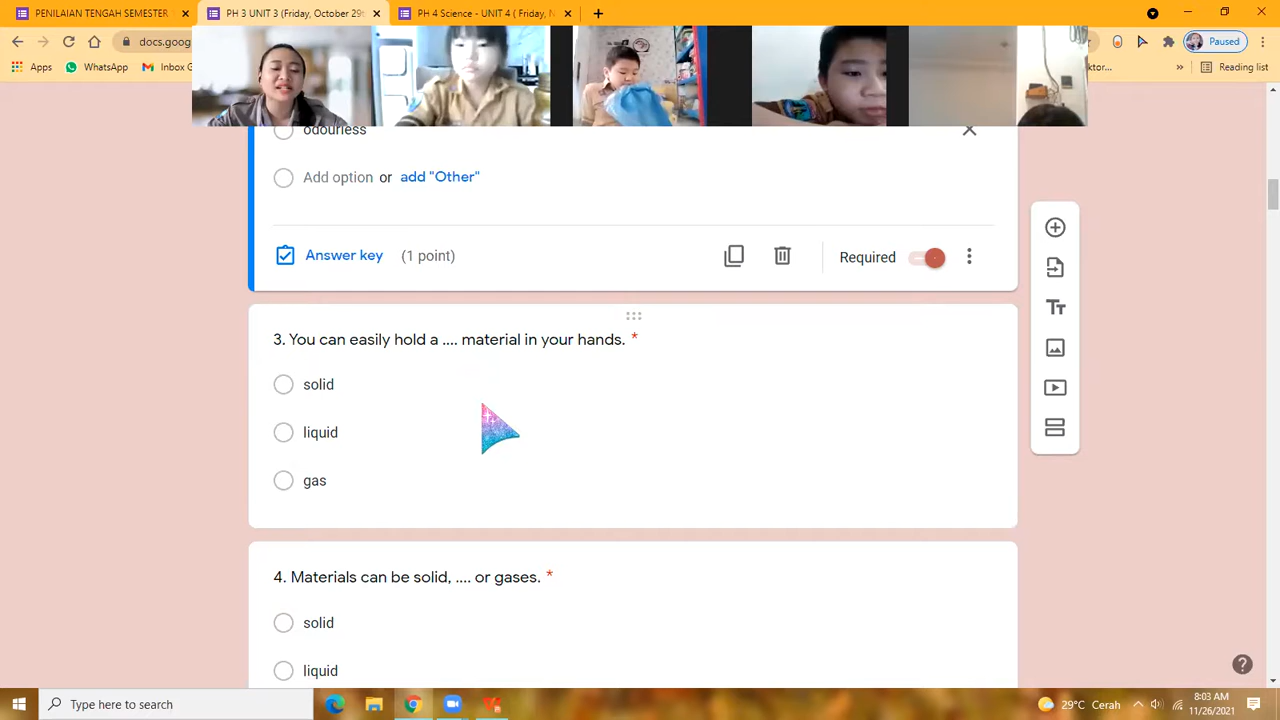 PENILAIAN TENGAH SEMESTER
PH 3 UNIT 3 (Friday, October 29t
PH 4 Science - UNIT 4 ( Friday, N
docs.goog
Paused
Apps
WhatsApp
Inbox
ktor...
Reading list
odourless
Add option or add "Other"
Answer key (1 point)
Required
3. You can easily hold a .... material in your hands. *
solid
liquid
gas
4. Materials can be solid, .... or gases. *
solid
liquid
Type here to search
29°C Cerah
8:03 AM
11/26/2021